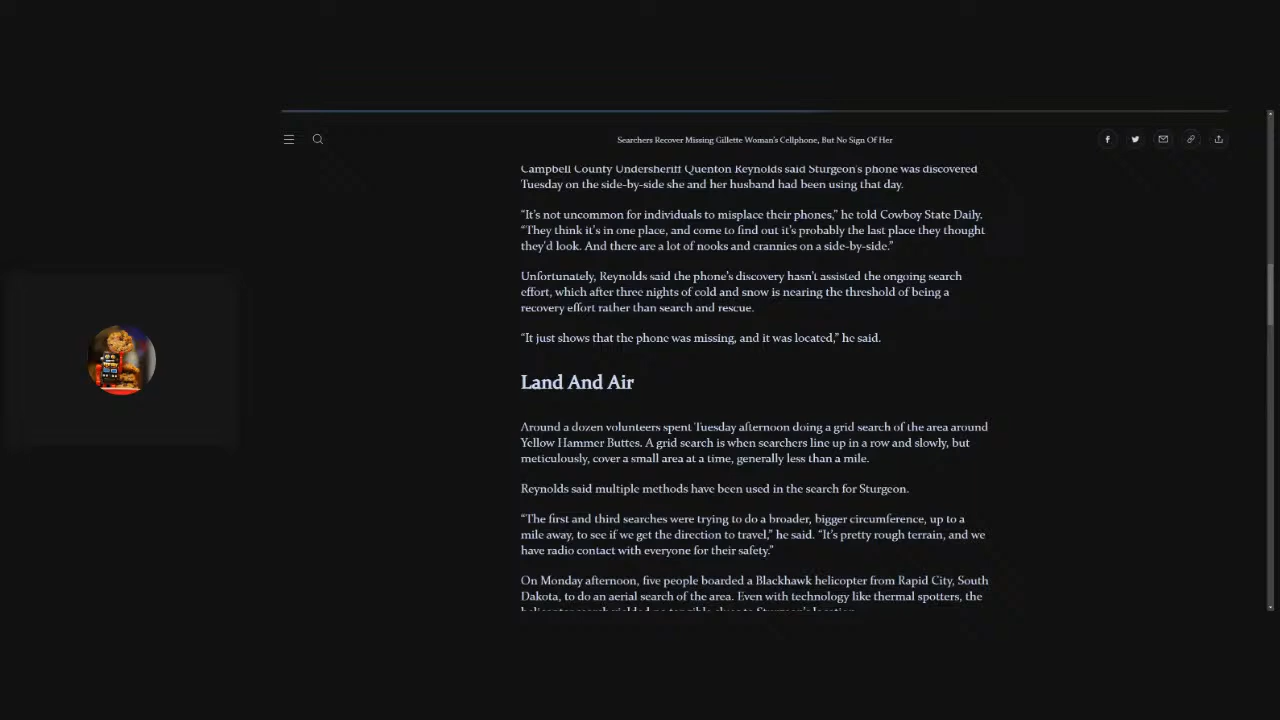 Searchers Recover Missing Gillette Woman's Cellphone, But No Sign Of Her
Campbell County Undersheriff Quenton Reynolds said Sturgeon's phone was discovered
Tuesday on the side-by-side she and her husband had been using that day.
“It's not uncommon for individuals to misplace their phones,” he told Cowboy State Daily.
“They think it's in one place, and come to find out it's probably the last place they thought
they'd look. And there are a lot of nooks and crannies on a side-by-side.”
Unfortunately, Reynolds said the phone's discovery hasn't assisted the ongoing search
effort, which after three nights of cold and snow is nearing the threshold of being a
recovery effort rather than search and rescue.
“It just shows that the phone was missing, and it was located,” he said.
Land And Air
Around a dozen volunteers spent Tuesday afternoon doing a grid search of the area around
Yellow Hammer Buttes. A grid search is when searchers line up in a row and slowly, but
meticulously, cover a small area at a time, generally less than a mile.
Reynolds said multiple methods have been used in the search for Sturgeon.
“The first and third searches were trying to do a broader, bigger circumference, up to a
mile away, to see if we get the direction to travel,” he said. “It's pretty rough terrain, and we
have radio contact with everyone for their safety.”
On Monday afternoon, five people boarded a Blackhawk helicopter from Rapid City, South
Dakota, to do an aerial search of the area. Even with technology like thermal spotters, the
helicopter search yielded no tangible clues to Sturgeon's location.